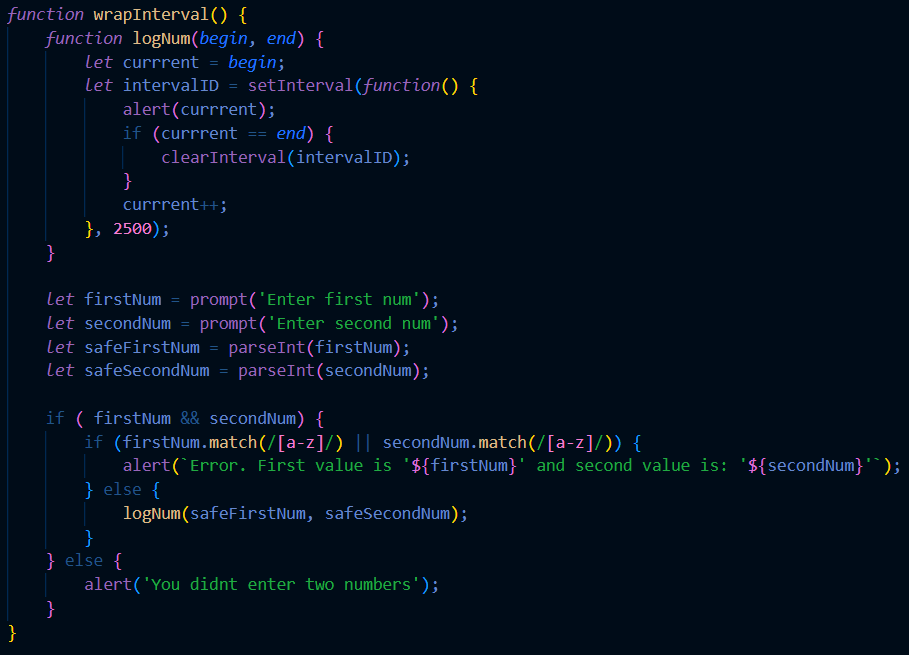 function wrapInterval() {
    function logNum(begin, end) {
        let currrent = begin;
        let intervalID = setInterval(function() {
            alert(currrent);
            if (currrent == end) {
                clearInterval(intervalID);
            }
            currrent++;
        }, 2500);
    }

    let firstNum = prompt('Enter first num');
    let secondNum = prompt('Enter second num');
    let safeFirstNum = parseInt(firstNum);
    let safeSecondNum = parseInt(secondNum);

    if ( firstNum && secondNum) {
        if (firstNum.match(/[a-z]/) || secondNum.match(/[a-z]/)) {
            alert(`Error. First value is '${firstNum}' and second value is: '${secondNum}'`);
        } else {
            logNum(safeFirstNum, safeSecondNum);
        }
    } else {
        alert('You didnt enter two numbers');
    }
}